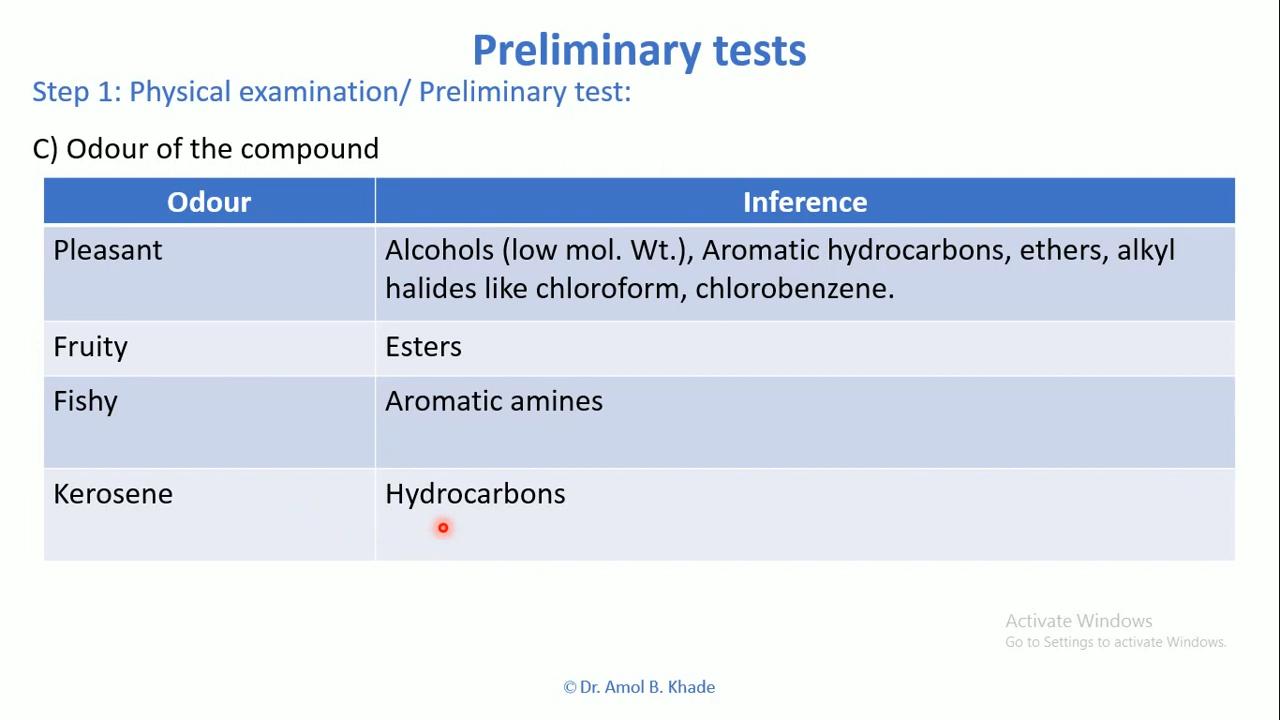 Preliminary tests
Step 1: Physical examination/ Preliminary test:
C) Odour of the compound
Odour Inference
Pleasant Alcohols (low mol. Wt.), Aromatic hydrocarbons, ethers, alkyl
halides like chloroform, chlorobenzene.
Fruity Esters
Fishy Aromatic amines
Kerosene Hydrocarbons
Activate Windows
Go to Settings to activate Windows.
© Dr. Amol B. Khade